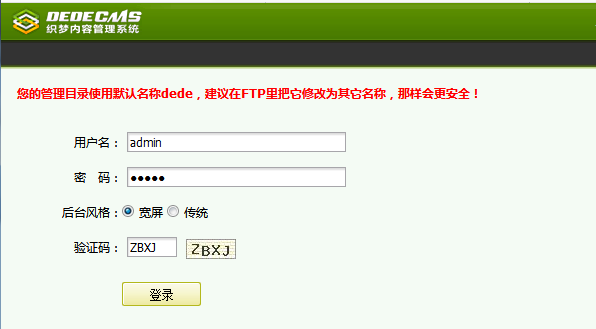 DEDECMS
织梦内容管理系统
您的管理目录使用默认名称dede，建议在FTP里把它修改为其它名称，那样会更安全！
用户名： admin
密 码： ●●●●●
后台风格： 宽屏 传统
验证码： ZBXJ ZBXJ
登录